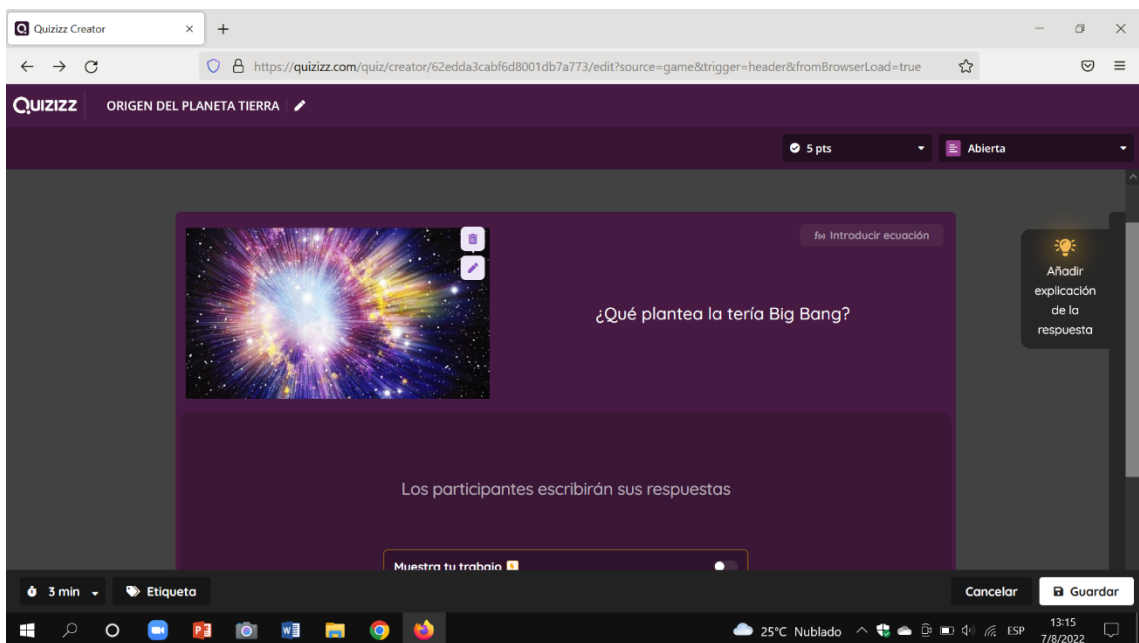 Quizizz Creator
https://quizizz.com/quiz/creator/62edda3cabf6d8001db7a773/edit?source=game&trigger=header&fromBrowserLoad=true
QUIZIZZ ORIGEN DEL PLANETA TIERRA
5 pts Abierta
f(x) Introducir ecuación
¿Qué plantea la tería Big Bang?
Añadir
explicación
de la
respuesta
Los participantes escribirán sus respuestas
Muestra tu trabajo
3 min Etiqueta Cancelar Guardar
25°C Nublado ESP 13:15
7/8/2022